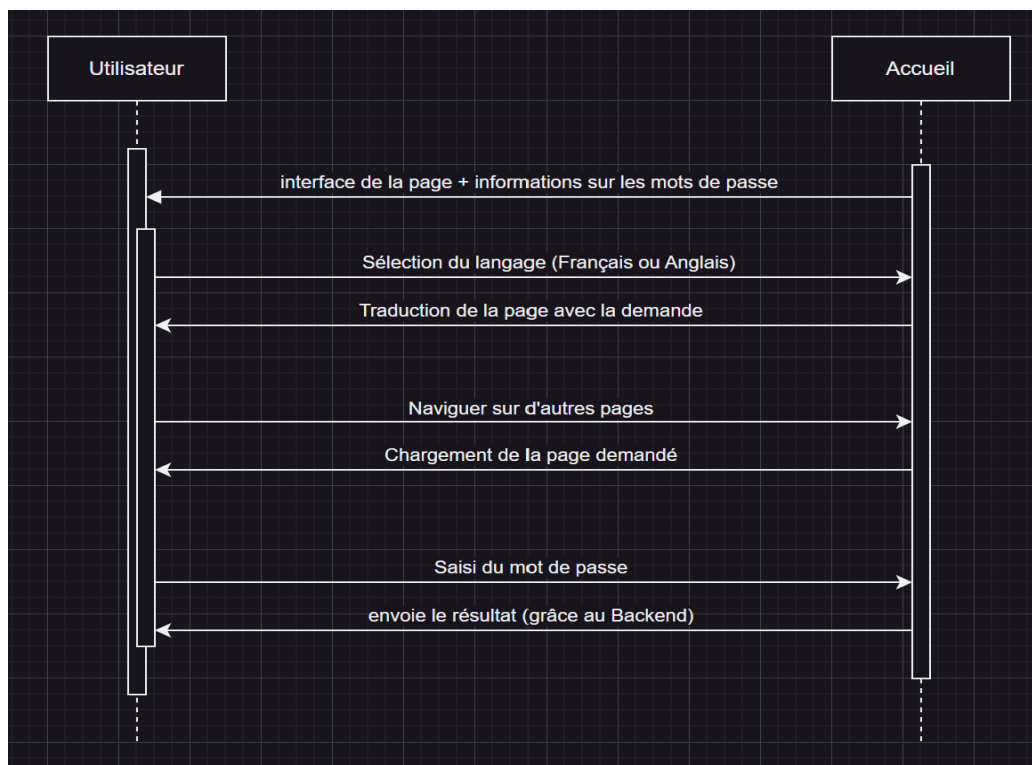 Utilisateur
Accueil
interface de la page + informations sur les mots de passe
Sélection du langage (Français ou Anglais)
Traduction de la page avec la demande
Naviguer sur d'autres pages
Chargement de la page demandé
Saisi du mot de passe
envoie le résultat (grâce au Backend)